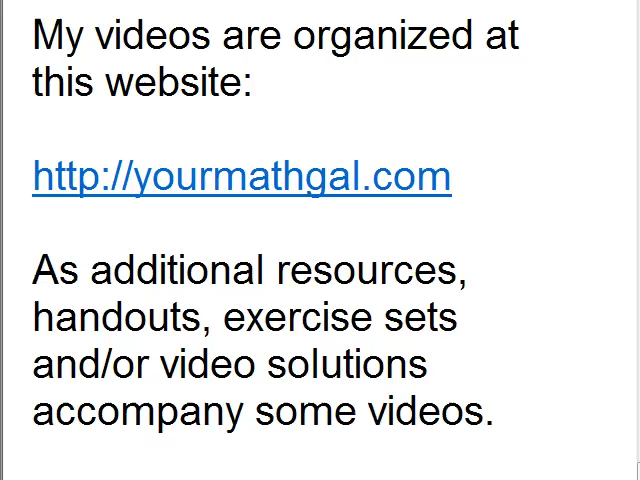 My videos are organized at
this website:
http://yourmathgal.com
As additional resources,
handouts, exercise sets
and/or video solutions
accompany some videos.